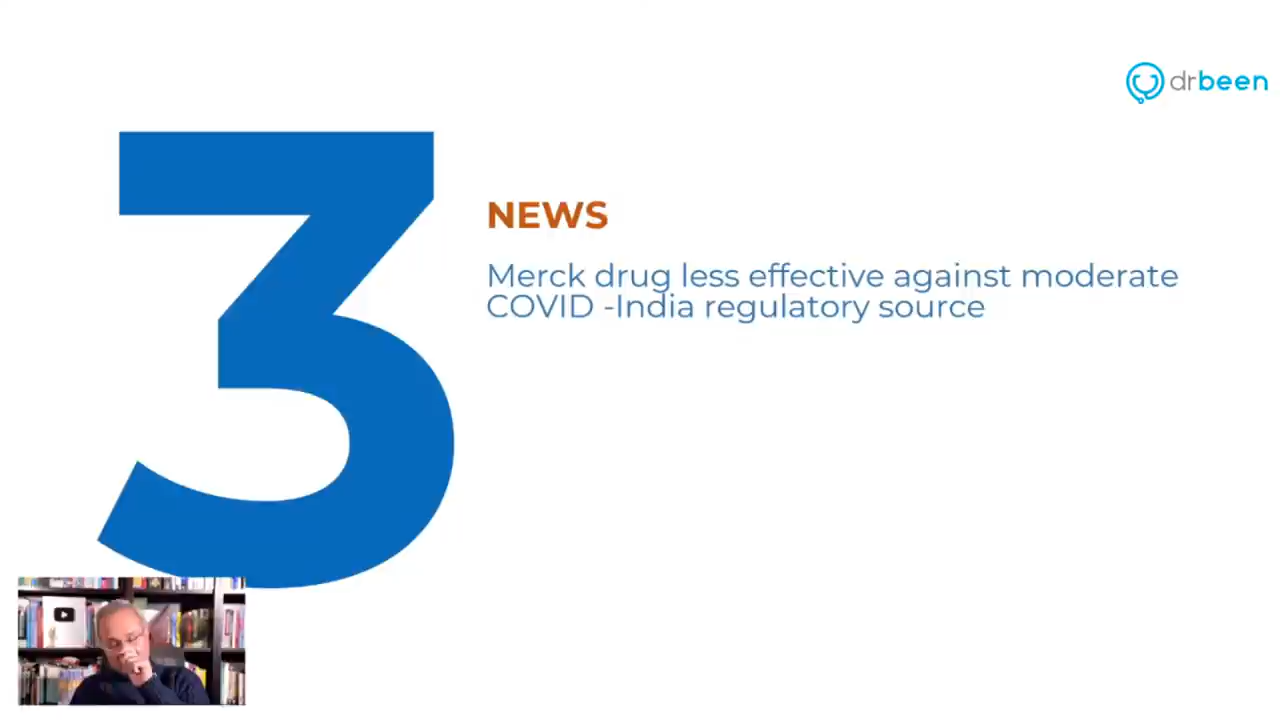 drbeen
3
NEWS
Merck drug less effective against moderate
COVID -India regulatory source